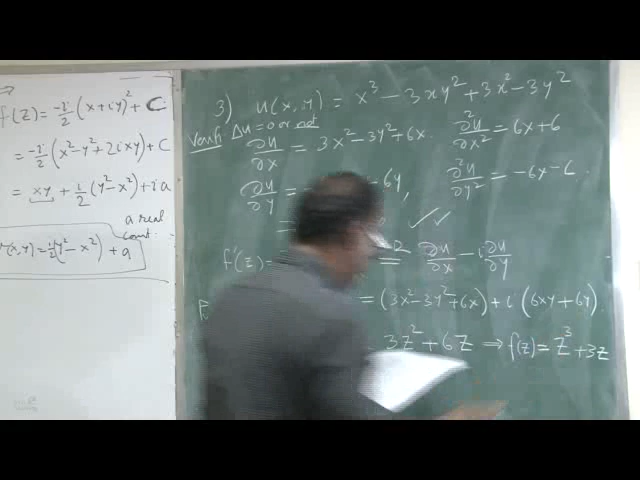 f(z) = -i/2 (x+iy)² + C
= -i/2 (x² - y² + 2ixy) + C
= xy + i/2 (y² - x²) + ia
a real
const.
(x,y) = 1/2 (y² - x²) + a
3) u(x,y) = x³ - 3xy² + 3x² - 3y²
Verify Δu = 0 or not
∂u/∂x = 3x² - 3y² + 6x. ∂²u/∂x² = 6x + 6
∂u/∂y = - 6y, ∂²u/∂y² = -6x - 6.
f'(z) = = ∂u/∂x - i ∂u/∂y
= (3x² - 3y² + 6x) + i (6xy + 6y).
3z² + 6z ⇒ f(z) = z³ + 3z